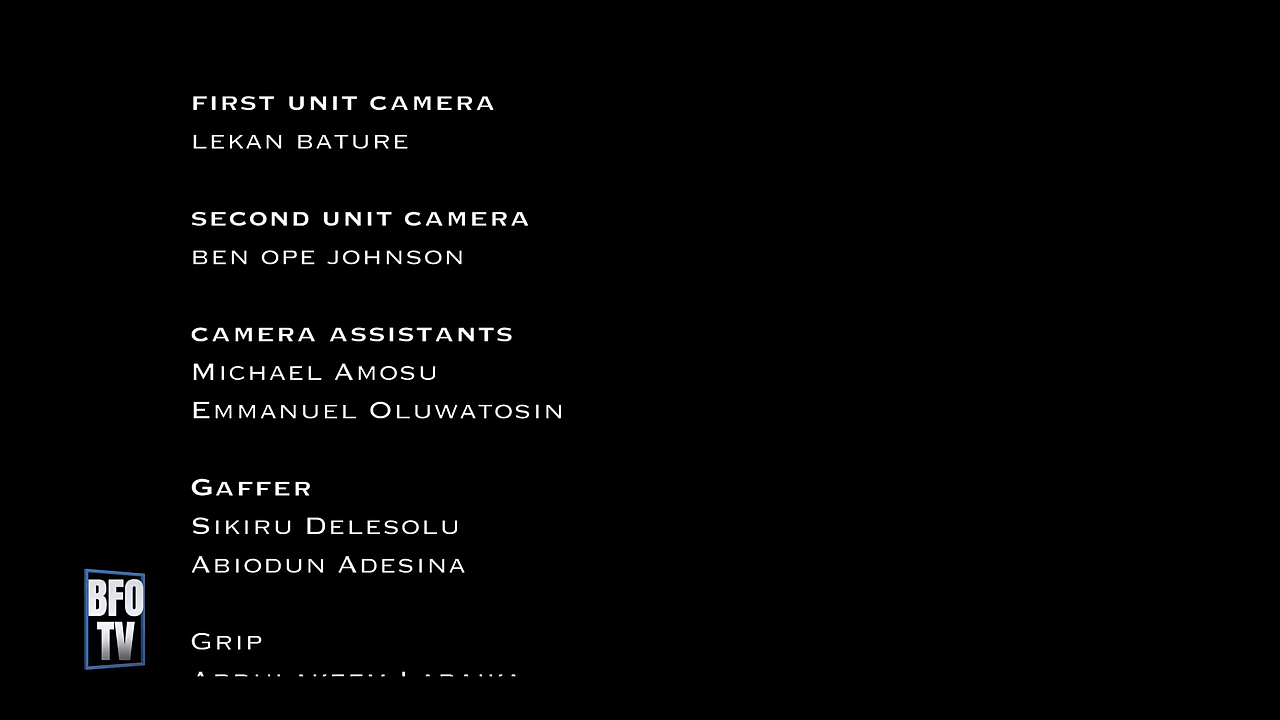 FIRST UNIT CAMERA
LEKAN BATURE
SECOND UNIT CAMERA
BEN OPE JOHNSON
CAMERA ASSISTANTS
MICHAEL AMOSU
EMMANUEL OLUWATOSIN
GAFFER
SIKIRU DELESOLU
ABIODUN ADESINA
GRIP
BFO
TV